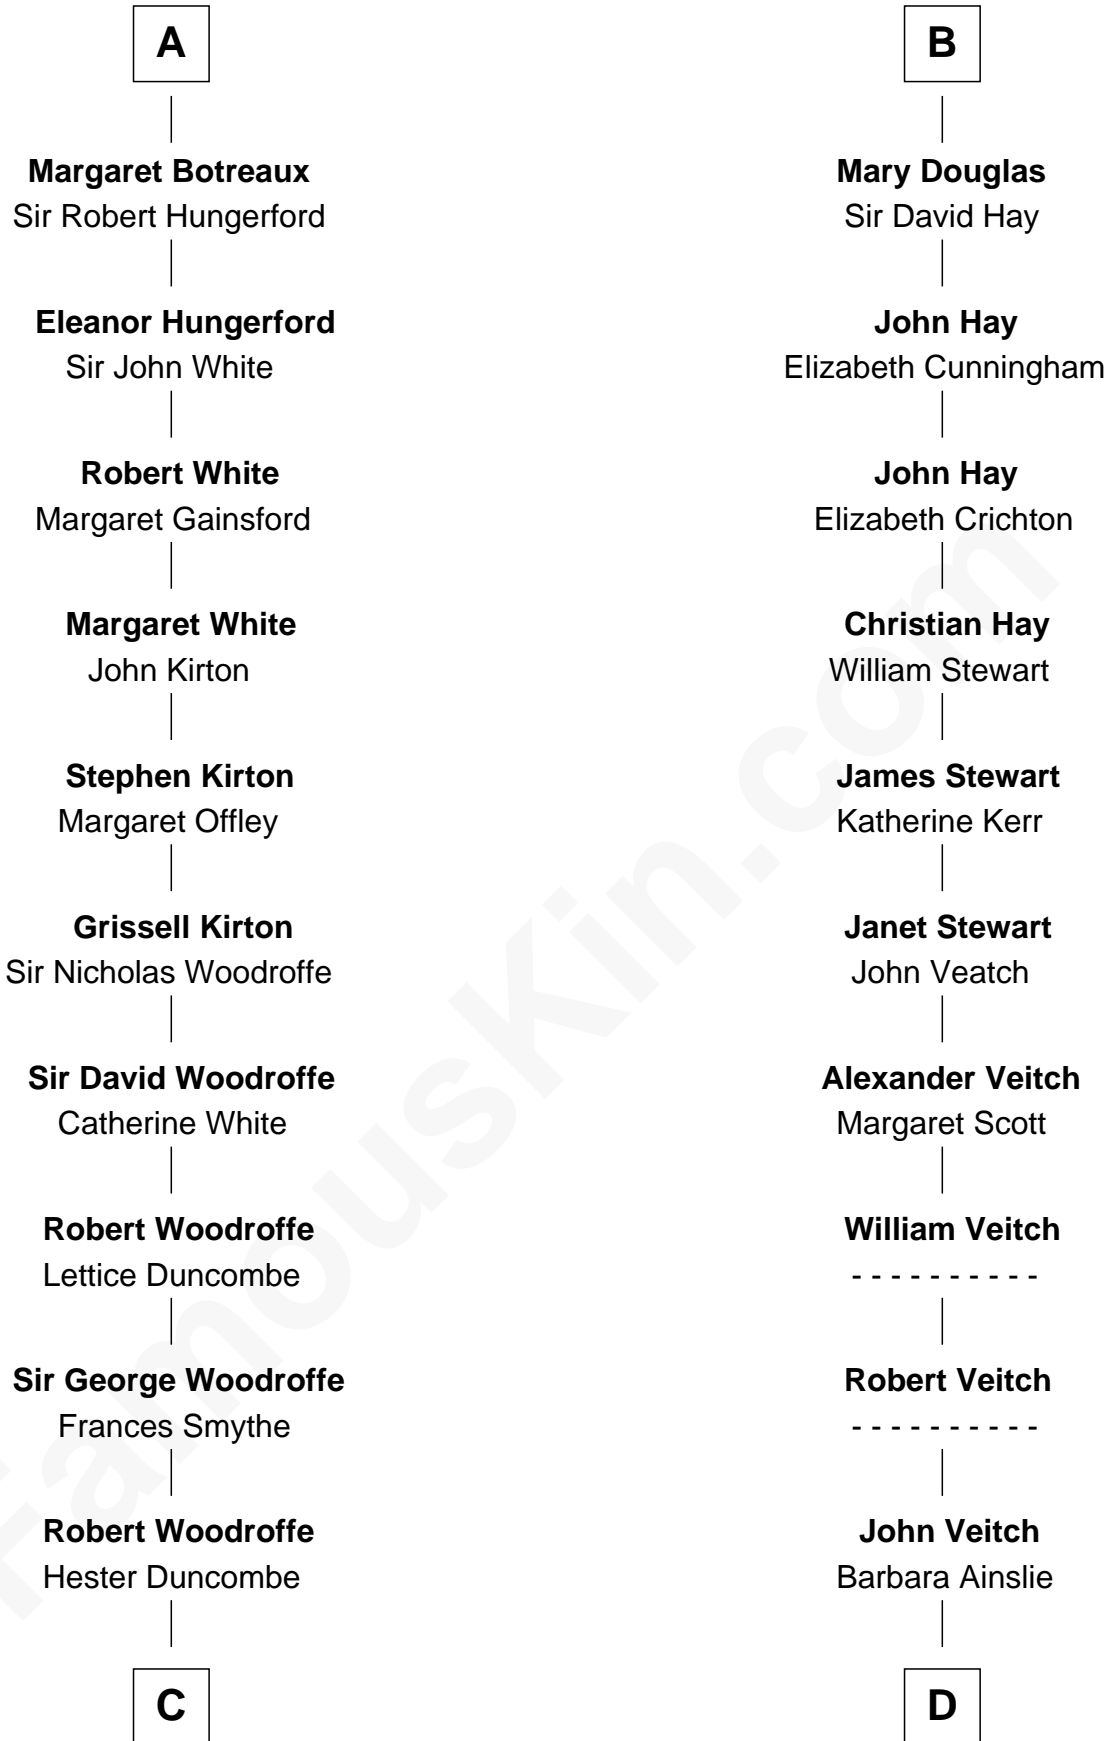 A
Margaret Botreaux
Sir Robert Hungerford
Eleanor Hungerford
Sir John White
Robert White
Margaret Gainsford
Margaret White
John Kirton
Stephen Kirton
Margaret Offley
Grissell Kirton
Sir Nicholas Woodroffe
Sir David Woodroffe
Catherine White
Robert Woodroffe
Lettice Duncombe
Sir George Woodroffe
Frances Smythe
Robert Woodroffe
Hester Duncombe
C
B
Mary Douglas
Sir David Hay
John Hay
Elizabeth Cunningham
John Hay
Elizabeth Crichton
Christian Hay
William Stewart
James Stewart
Katherine Kerr
Janet Stewart
John Veatch
Alexander Veitch
Margaret Scott
William Veitch
- - - - - - - - - -
Robert Veitch
- - - - - - - - - -
John Veitch
Barbara Ainslie
D
FamousKin.com